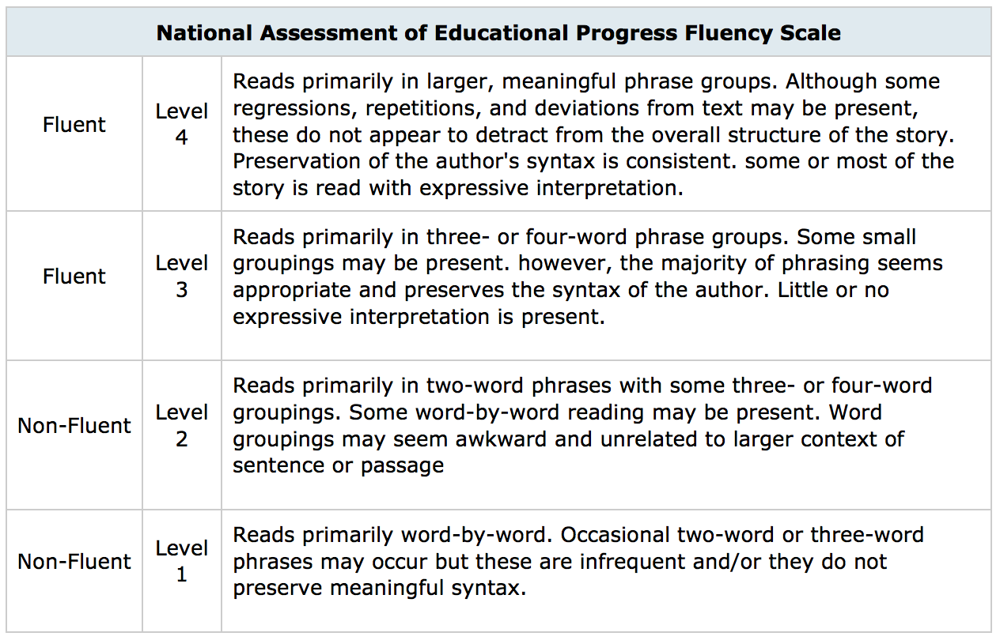 National Assessment of Educational Progress Fluency Scale
Fluent
Level
4
Reads primarily in larger, meaningful phrase groups. Although some
regressions, repetitions, and deviations from text may be present,
these do not appear to detract from the overall structure of the story.
Preservation of the author's syntax is consistent. some or most of the
story is read with expressive interpretation.
Fluent
Level
3
Reads primarily in three- or four-word phrase groups. Some small
groupings may be present. however, the majority of phrasing seems
appropriate and preserves the syntax of the author. Little or no
expressive interpretation is present.
Non-Fluent
Level
2
Reads primarily in two-word phrases with some three- or four-word
groupings. Some word-by-word reading may be present. Word
groupings may seem awkward and unrelated to larger context of
sentence or passage
Non-Fluent
Level
1
Reads primarily word-by-word. Occasional two-word or three-word
phrases may occur but these are infrequent and/or they do not
preserve meaningful syntax.